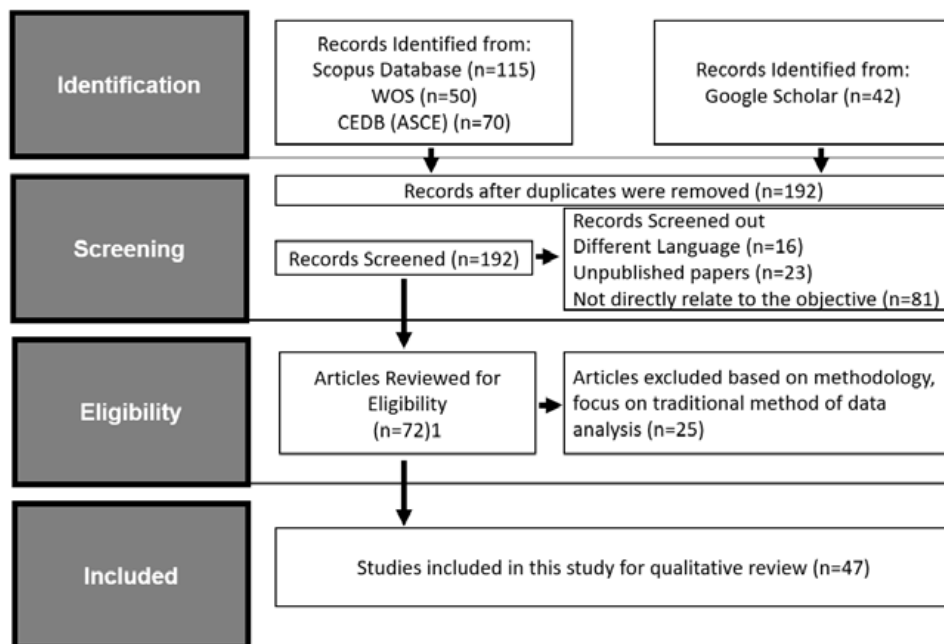 Identification
Records Identified from:
Scopus Database (n=115)
WOS (n=50)
CEDB (ASCE) (n=70)
Records Identified from:
Google Scholar (n=42)
Screening
Records after duplicates were removed (n=192)
Records Screened (n=192)
Records Screened out
Different Language (n=16)
Unpublished papers (n=23)
Not directly relate to the objective (n=81)
Eligibility
Articles Reviewed for
Eligibility
(n=72)1
Articles excluded based on methodology,
focus on traditional method of data
analysis (n=25)
Included
Studies included in this study for qualitative review (n=47)